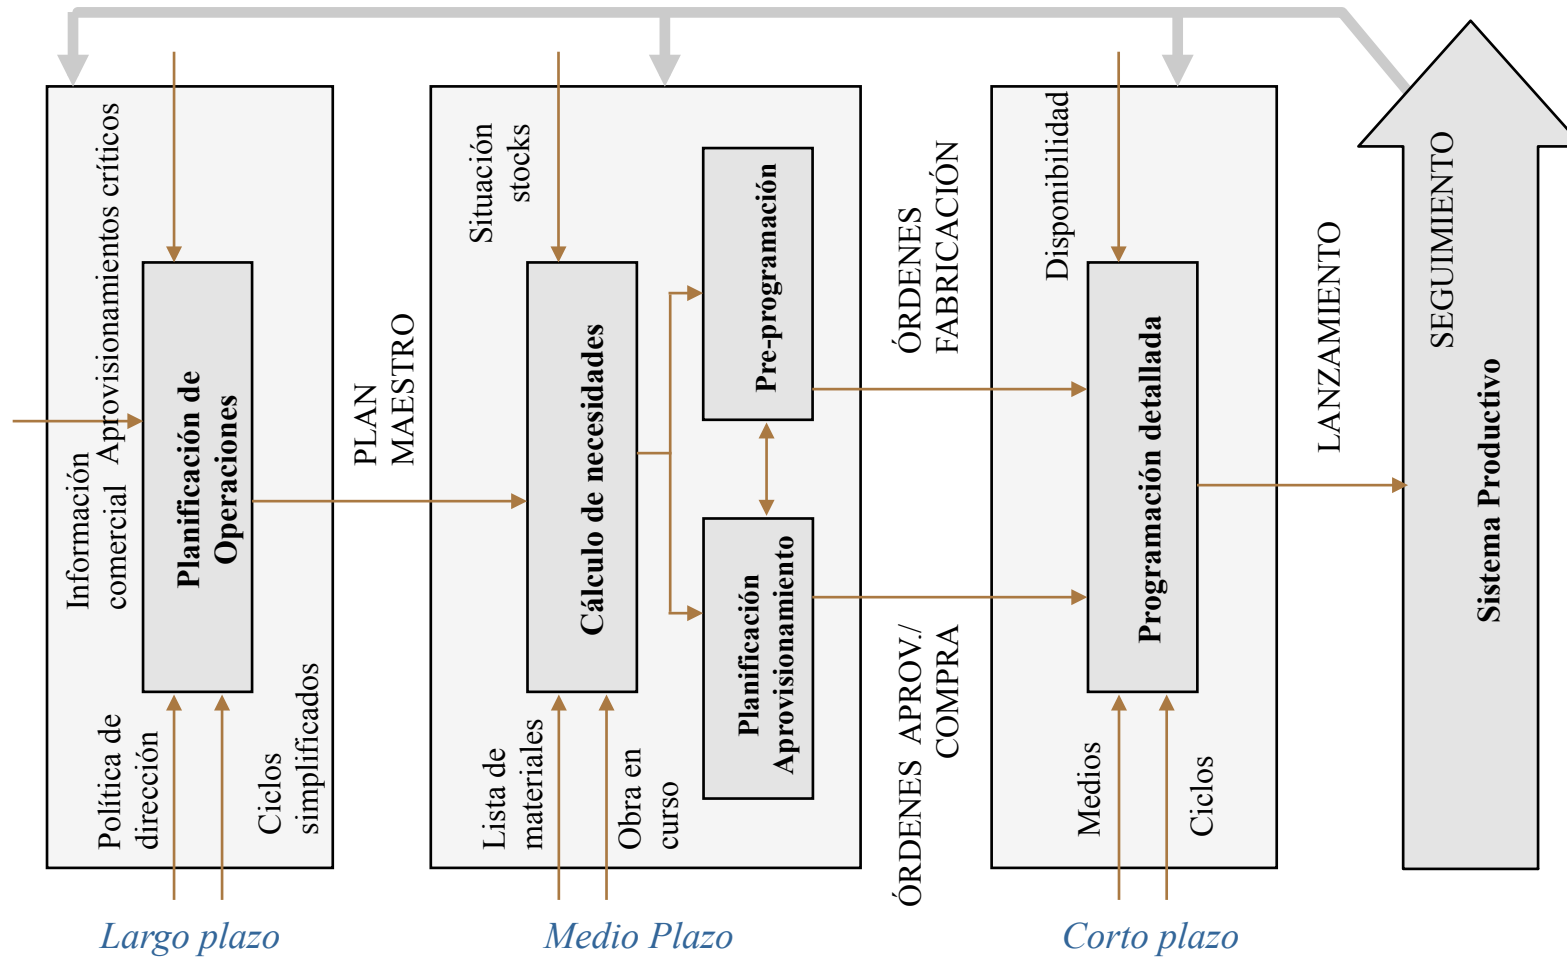 Aprovisionamientos críticos
Información
comercial
Planificación de
Operaciones
Política de
dirección
Ciclos
simplificados
PLAN
MAESTRO
Situación
stocks
Cálculo de necesidades
Lista de
materiales
Obra en
curso
Pre-programación
Planificación
Aprovisionamiento
ÓRDENES
FABRICACIÓN
ÓRDENES APROV./
COMPRA
Disponibilidad
Programación detallada
Medios
Ciclos
LANZAMIENTO
SEGUIMIENTO
Sistema Productivo
Largo plazo
Medio Plazo
Corto plazo